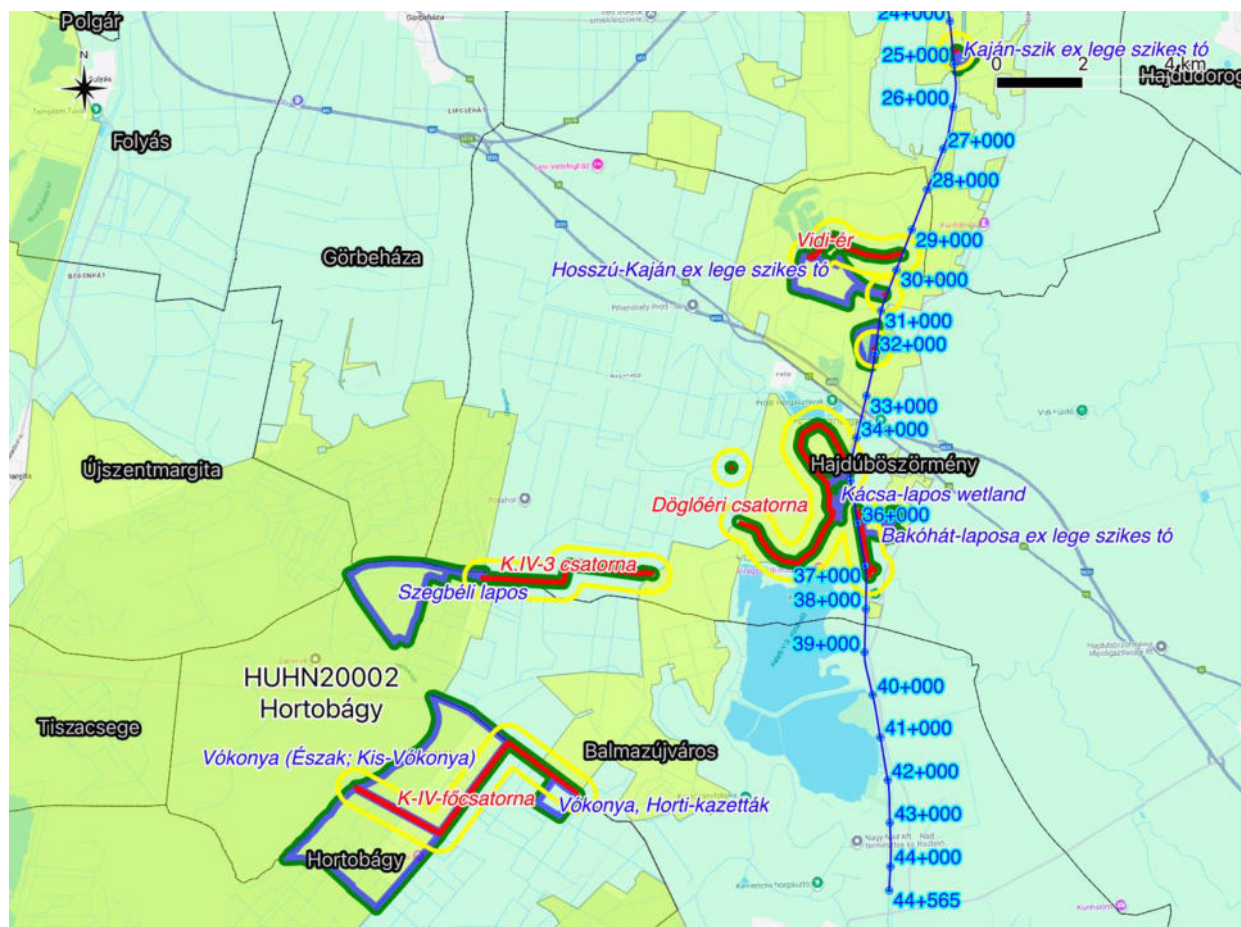 Polgár
Görbeháza
24+000
Kaján-szik ex lege szikes tó
25+000
0 2 4 km
Hajdúdorog
N
26+000
Folyás
27+000
28+000
29+000
Vidi-ér
Görbeháza
Hosszú-Kaján ex lege szikes tó
30+000
31+000
32+000
33+000
34+000
Újszentmargita
Hajdúböszörmény
Kácsa-lapos wetland
Döglőéri csatorna
36+000
Bakóhát-laposa ex lege szikes tó
K.IV-3 csatorna
37+000
Szegbéli lapos
38+000
39+000
HUHN20002
Hortobágy
40+000
Tiszacsege
41+000
Balmazújváros
Vókonya (Észak; Kis-Vókonya)
42+000
K-IV-főcsatorna
Vókonya, Horti-kazetták
43+000
44+000
Hortobágy
44+565
Kunhalom